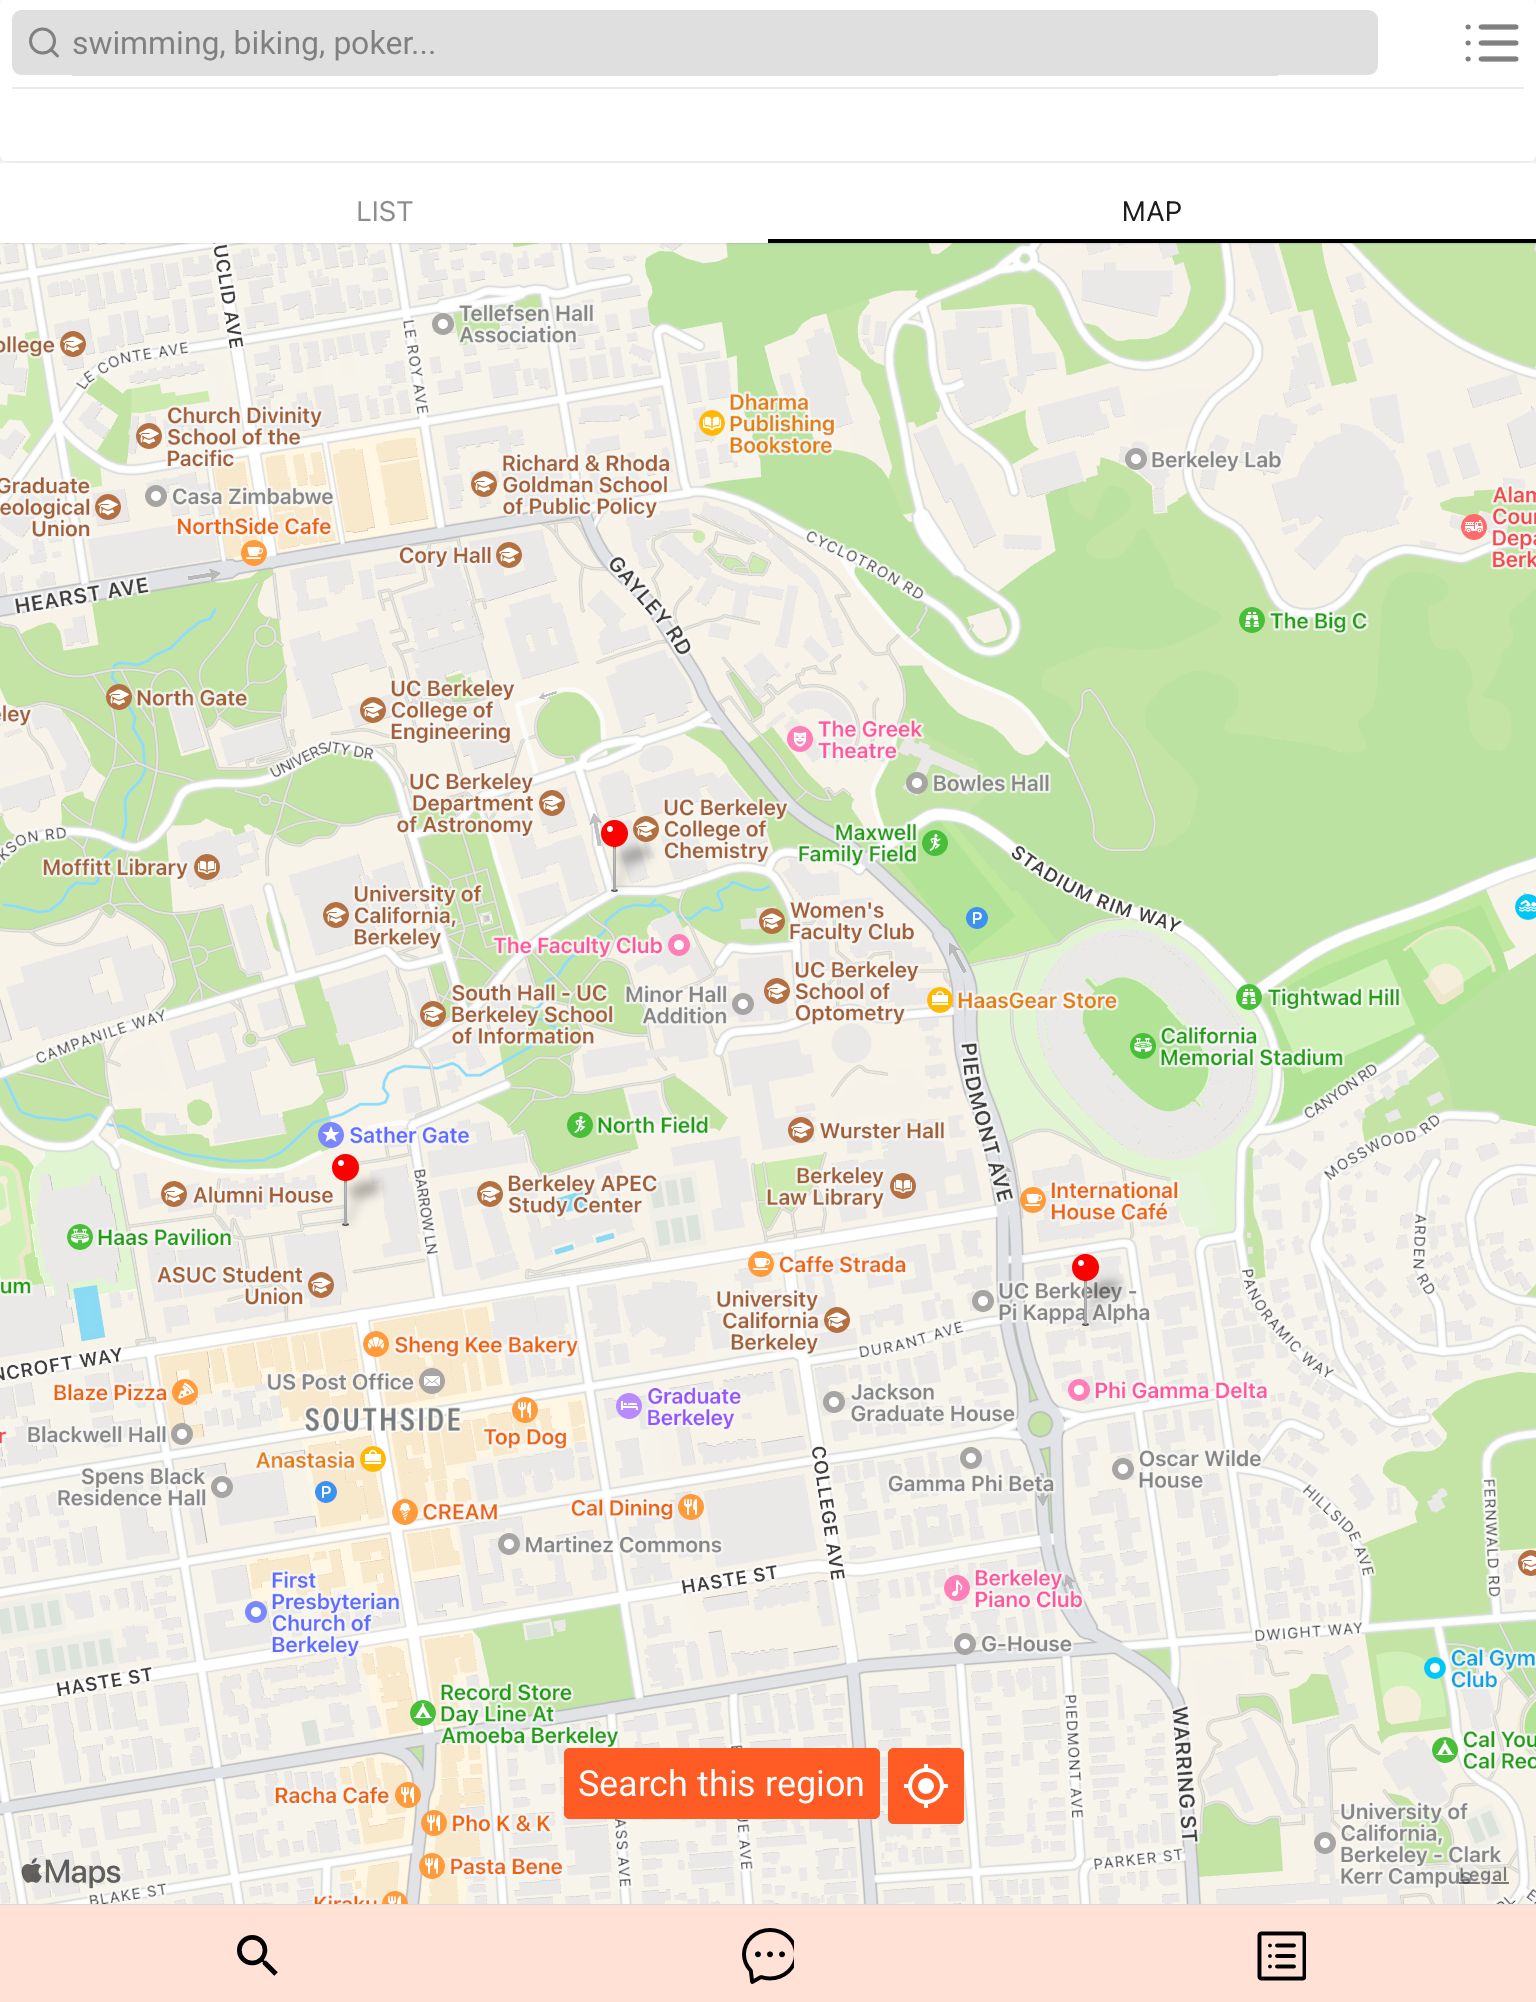 swimming, biking, poker...
LIST
MAP
UCLID AVE
Tellefsen Hall
Association
ollege
LE CONTE AVE
LE ROY AVE
Church Divinity
School of the
Pacific
Dharma
Publishing
Bookstore
Richard & Rhoda
Goldman School
of Public Policy
Berkeley Lab
Graduate
eological
Union
Casa Zimbabwe
NorthSide Cafe
Alam
Coun
Depa
Berk
Cory Hall
CYCLOTRON RD
HEARST AVE
GAYLEY RD
The Big C
North Gate
ley
UC Berkeley
College of
Engineering
UNIVERSITY DR
The Greek
Theatre
Bowles Hall
UC Berkeley
Department
of Astronomy
UC Berkeley
College of
Chemistry
KSON RD
Maxwell
Family Field
Moffitt Library
STADIUM RIM WAY
University of
California,
Berkeley
Women's
Faculty Club
P
The Faculty Club
UC Berkeley
School of
Optometry
South Hall - UC
Berkeley School
of Information
Minor Hall
Addition
HaasGear Store
Tightwad Hill
CAMPANILE WAY
California
Memorial Stadium
PIEDMONT AVE
CANYON RD
Sather Gate
North Field
Wurster Hall
MOSSWOOD RD
Alumni House
BARROW LN
Berkeley APEC
Study Center
Berkeley
Law Library
International
House Café
Haas Pavilion
ARDEN RD
um
ASUC Student
Union
Caffe Strada
UC Berkeley -
Pi Kappa Alpha
PANORAMIC WAY
University
California
Berkeley
DURANT AVE
NCROFT WAY
Sheng Kee Bakery
Blaze Pizza
US Post Office
Graduate
Berkeley
Jackson
Graduate House
Phi Gamma Delta
SOUTHSIDE
r
Blackwell Hall
Top Dog
Anastasia
COLLEGE AVE
Gamma Phi Beta
Oscar Wilde
House
Spens Black
Residence Hall
P
CREAM
Cal Dining
HILLSIDE AVE
FERNWALD RD
Martinez Commons
HASTE ST
First
Presbyterian
Church of
Berkeley
Berkeley
Piano Club
G-House
DWIGHT WAY
HASTE ST
Cal Gym
Club
Record Store
Day Line At
Amoeba Berkeley
PIEDMONT AVE
WARRING ST
Cal You
Cal Rec
Search this region
Racha Cafe
Pho K & K
ASS AVE
UE AVE
University of
California,
Berkeley - Clark
Kerr Campus
Legal
Pasta Bene
PARKER ST
Maps
BLAKE ST
Kiraku